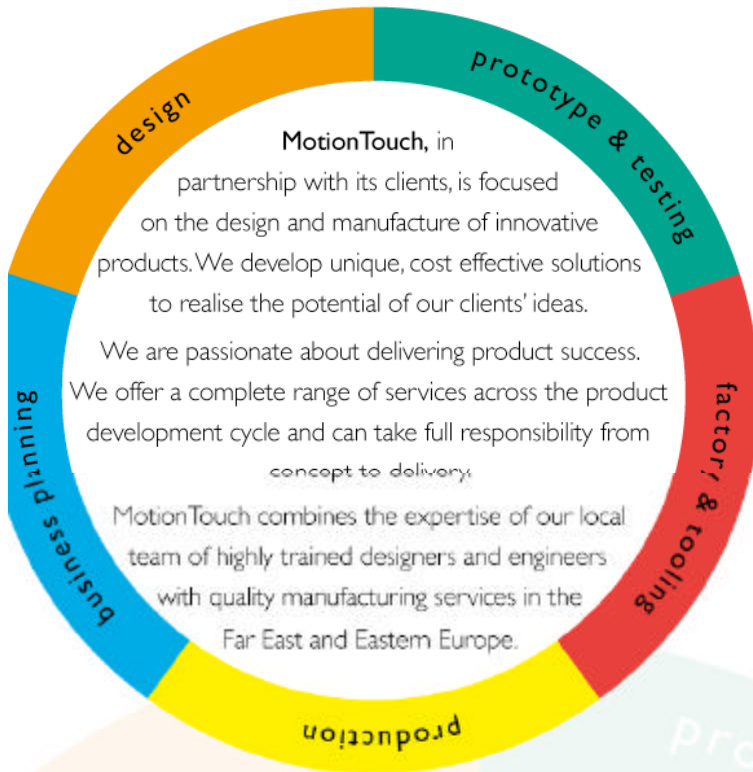 design
prototype & testing
MotionTouch, in
partnership with its clients, is focused
on the design and manufacture of innovative
products. We develop unique, cost effective solutions
to realise the potential of our clients' ideas.
We are passionate about delivering product success.
We offer a complete range of services across the product
development cycle and can take full responsibility from
concept to delivery.
MotionTouch combines the expertise of our local
team of highly trained designers and engineers
with quality manufacturing services in the
Far East and Eastern Europe.
factory & tooling
production
business planning
pro